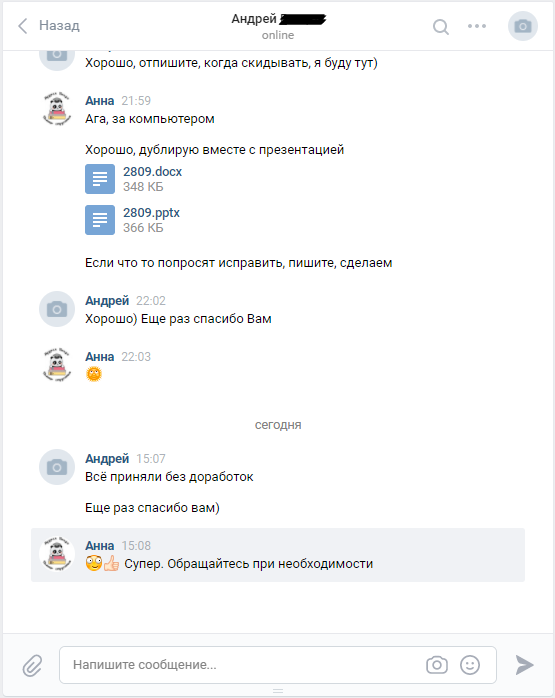 Назад
Андрей
online
Хорошо, отпишите, когда скидывать, я буду тут)
Анна 21:59
Ага, за компьютером
Хорошо, дублирую вместе с презентацией
2809.docx
348 КБ
2809.pptx
366 КБ
Если что то попросят исправить, пишите, сделаем
Андрей 22:02
Хорошо) Еще раз спасибо Вам
Анна 22:03
сегодня
Андрей 15:07
Всё приняли без доработок
Еще раз спасибо вам)
Анна 15:08
Супер. Обращайтесь при необходимости
Напишите сообщение...